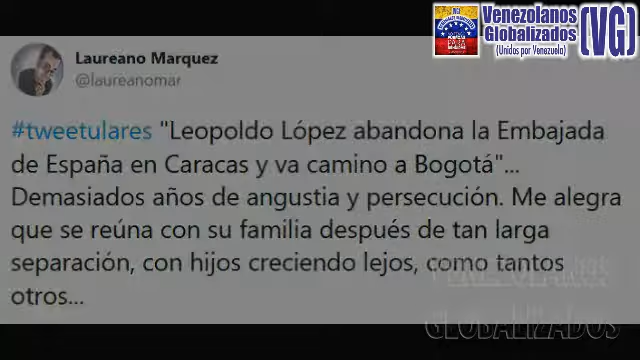 Venezolanos
Globalizados
(Unidos por Venezuela)
(VG)
Laureano Marquez
@laureanomar
#tweetulares "Leopoldo López abandona la Embajada
de España en Caracas y va camino a Bogotá"...
Demasiados años de angustia y persecución. Me alegra
que se reúna con su familia después de tan larga
separación, con hijos creciendo lejos, como tantos
otros...
GLOBALIZADOS